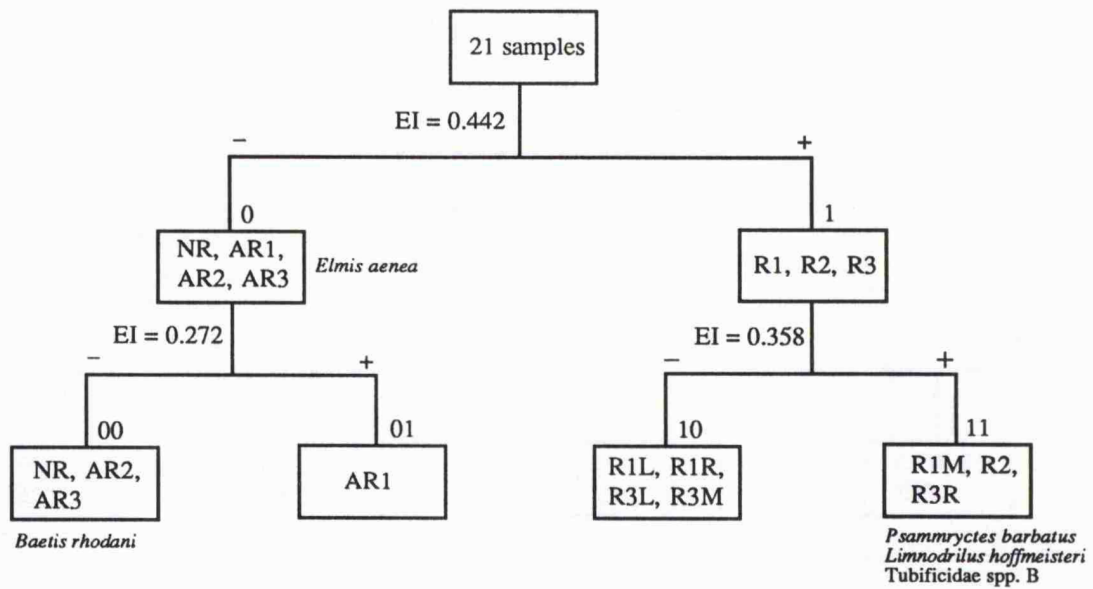 21 samples
EI = 0.442
−
+
0
1
NR, AR1,
AR2, AR3
Elmis aenea
R1, R2, R3
EI = 0.272
EI = 0.358
−
+
−
+
00
01
10
11
NR, AR2,
AR3
AR1
R1L, R1R,
R3L, R3M
R1M, R2,
R3R
Baetis rhodani
Psammryctes barbatus
Limnodrilus hoffmeisteri
Tubificidae spp. B